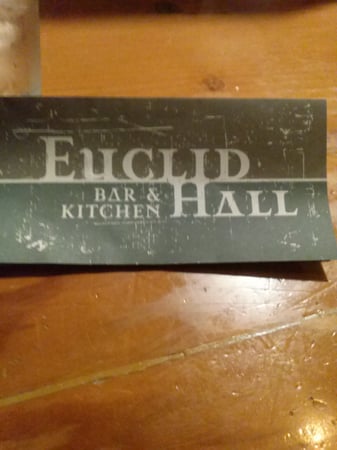 EUCLID
BAR &
KITCHEN HALL